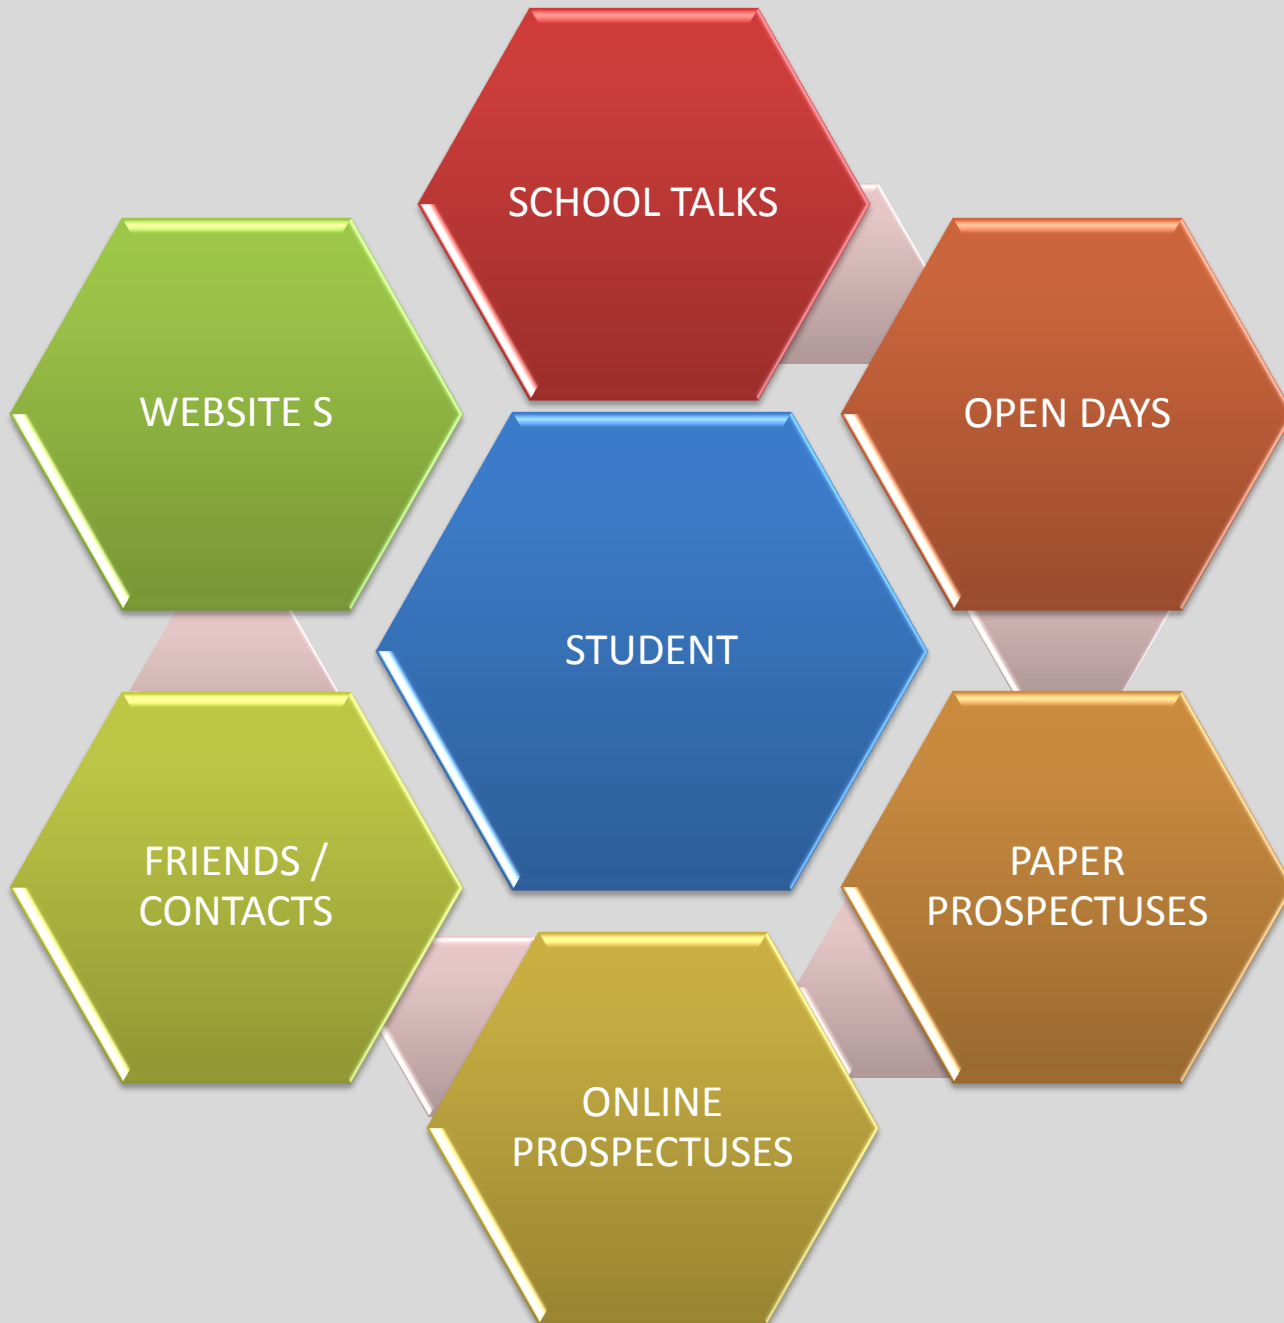 SCHOOL TALKS
OPEN DAYS
PAPER
PROSPECTUSES
ONLINE
PROSPECTUSES
FRIENDS /
CONTACTS
WEBSITE S
STUDENT